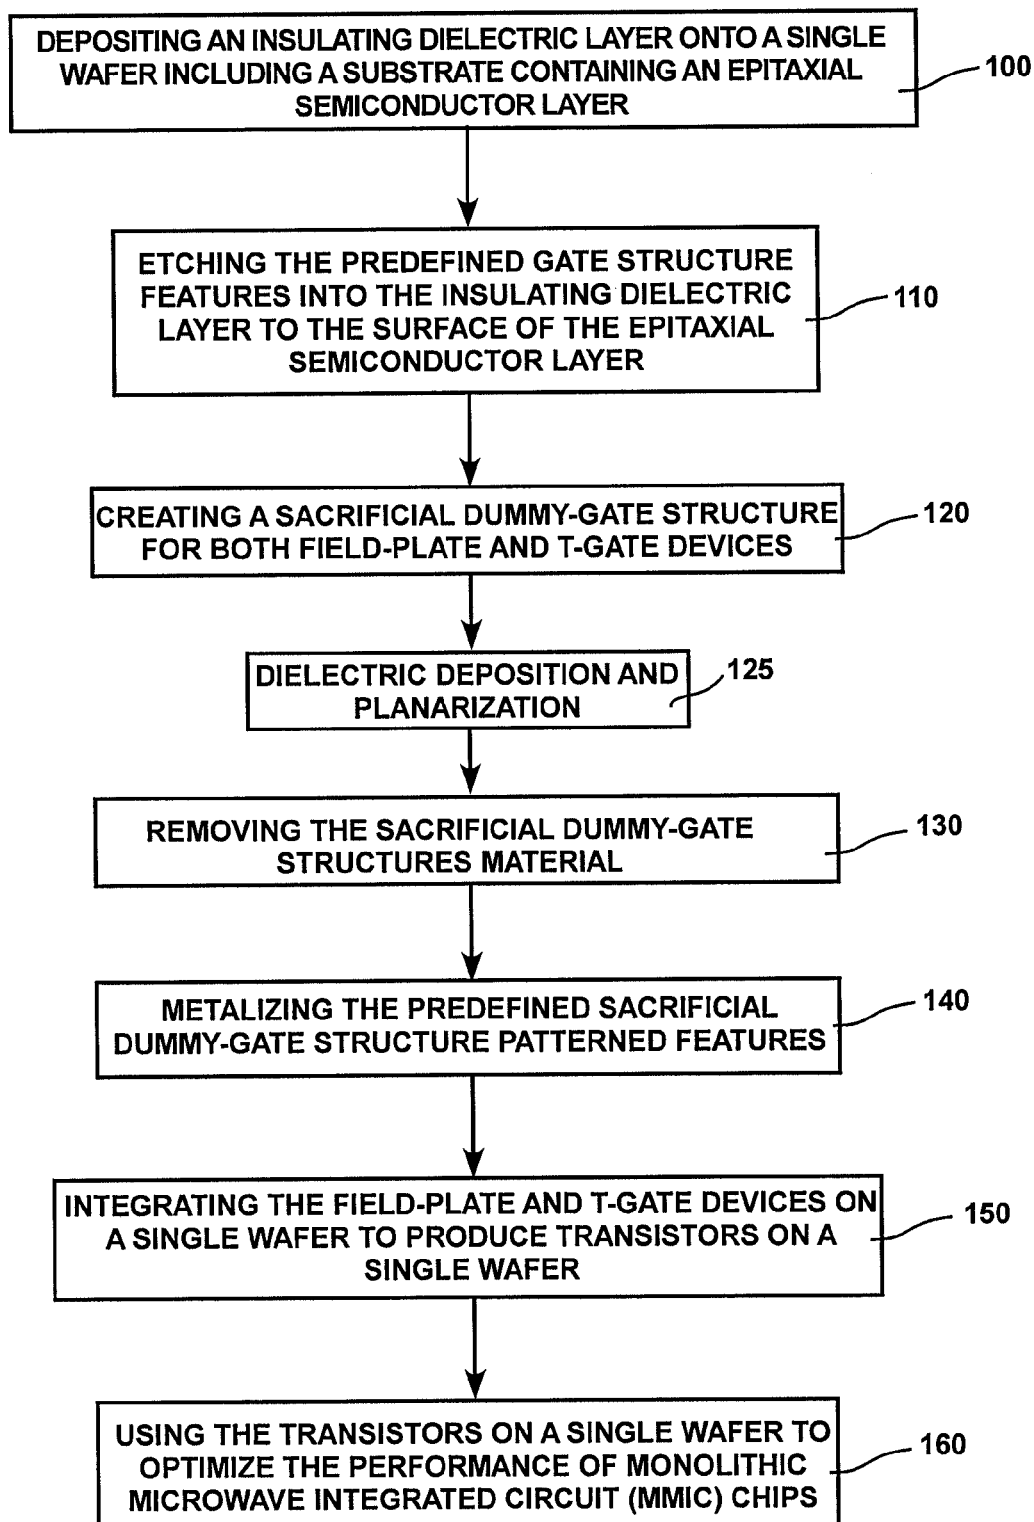 DEPOSITING AN INSULATING DIELECTRIC LAYER ONTO A SINGLE
WAFER INCLUDING A SUBSTRATE CONTAINING AN EPITAXIAL
SEMICONDUCTOR LAYER
100
ETCHING THE PREDEFINED GATE STRUCTURE
FEATURES INTO THE INSULATING DIELECTRIC
LAYER TO THE SURFACE OF THE EPITAXIAL
SEMICONDUCTOR LAYER
110
CREATING A SACRIFICIAL DUMMY-GATE STRUCTURE
FOR BOTH FIELD-PLATE AND T-GATE DEVICES
120
DIELECTRIC DEPOSITION AND
PLANARIZATION
125
REMOVING THE SACRIFICIAL DUMMY-GATE
STRUCTURES MATERIAL
130
METALIZING THE PREDEFINED SACRIFICIAL
DUMMY-GATE STRUCTURE PATTERNED FEATURES
140
INTEGRATING THE FIELD-PLATE AND T-GATE DEVICES ON
A SINGLE WAFER TO PRODUCE TRANSISTORS ON A
SINGLE WAFER
150
USING THE TRANSISTORS ON A SINGLE WAFER TO
OPTIMIZE THE PERFORMANCE OF MONOLITHIC
MICROWAVE INTEGRATED CIRCUIT (MMIC) CHIPS
160